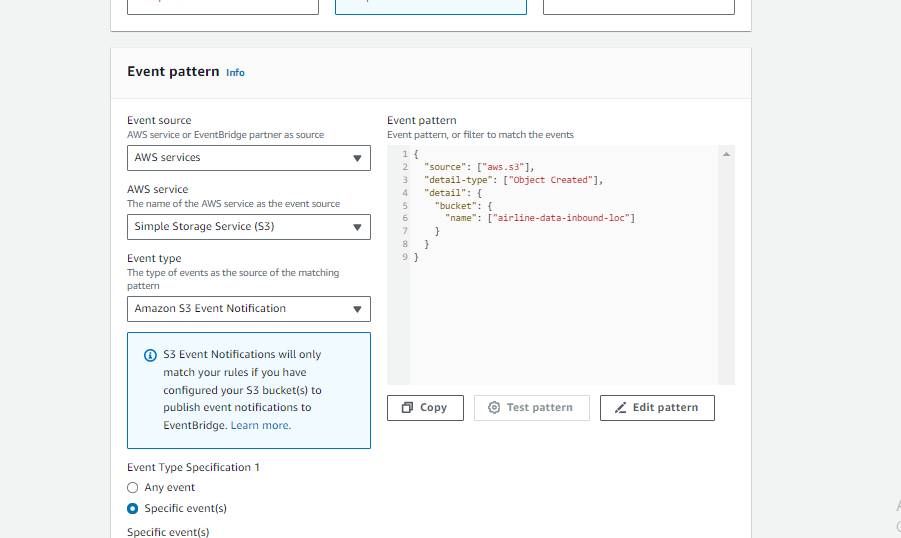 Event pattern Info
Event source
AWS service or EventBridge partner as source
AWS services
AWS service
The name of the AWS service as the event source
Simple Storage Service (S3)
Event type
The type of events as the source of the matching
pattern
Amazon S3 Event Notification
S3 Event Notifications will only
match your rules if you have
configured your S3 bucket(s) to
publish event notifications to
EventBridge. Learn more.
Event Type Specification 1
Any event
Specific event(s)
Specific event(s)
Event pattern
Event pattern, or filter to match the events
1 {
2 "source": ["aws.s3"],
3 "detail-type": ["Object Created"],
4 "detail": {
5 "bucket": {
6 "name": ["airline-data-inbound-loc"]
7 }
8 }
9 }
Copy
Test pattern
Edit pattern